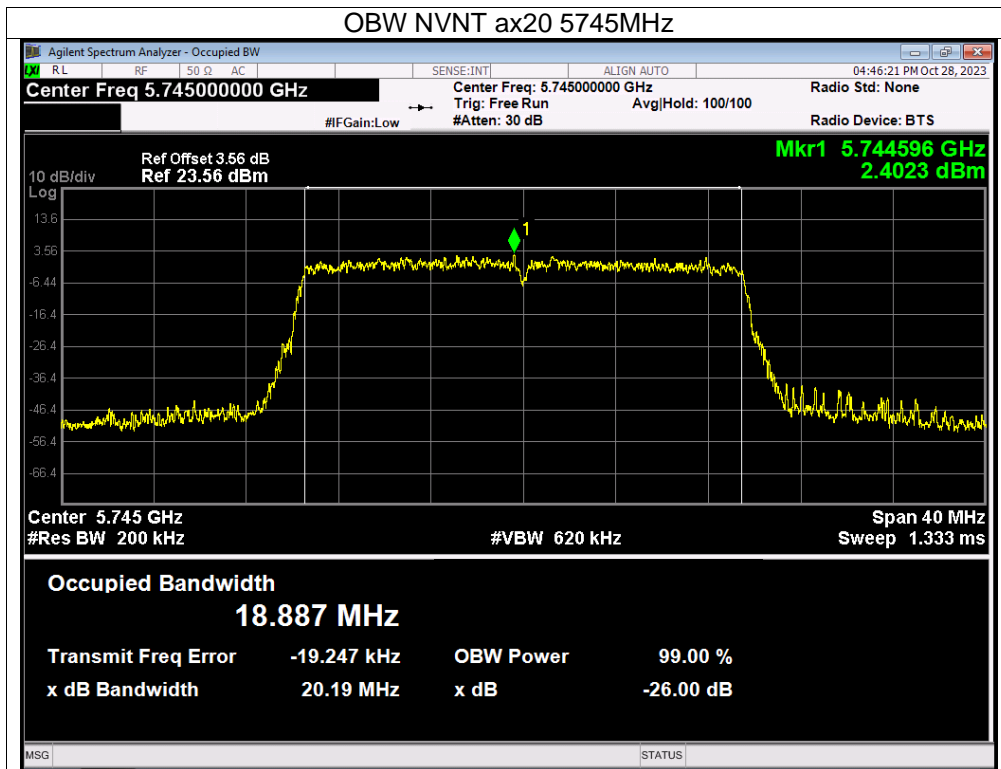 OBW NVNT ax20 5745MHz
Agilent Spectrum Analyzer - Occupied BW
LXI RL RF 50 Ω AC SENSE:INT ALIGN AUTO 04:46:21 PM Oct 28, 2023
Center Freq 5.745000000 GHz Center Freq: 5.745000000 GHz Radio Std: None
Trig: Free Run Avg|Hold: 100/100
#IFGain:Low #Atten: 30 dB Radio Device: BTS
Mkr1 5.744596 GHz
2.4023 dBm
Ref Offset 3.56 dB
10 dB/div Ref 23.56 dBm
Log
13.6
1
3.56
-6.44
-16.4
-26.4
-36.4
-46.4
-56.4
-66.4
Center 5.745 GHz Span 40 MHz
#Res BW 200 kHz #VBW 620 kHz Sweep 1.333 ms
Occupied Bandwidth
18.887 MHz
Transmit Freq Error -19.247 kHz OBW Power 99.00 %
x dB Bandwidth 20.19 MHz x dB -26.00 dB
MSG STATUS